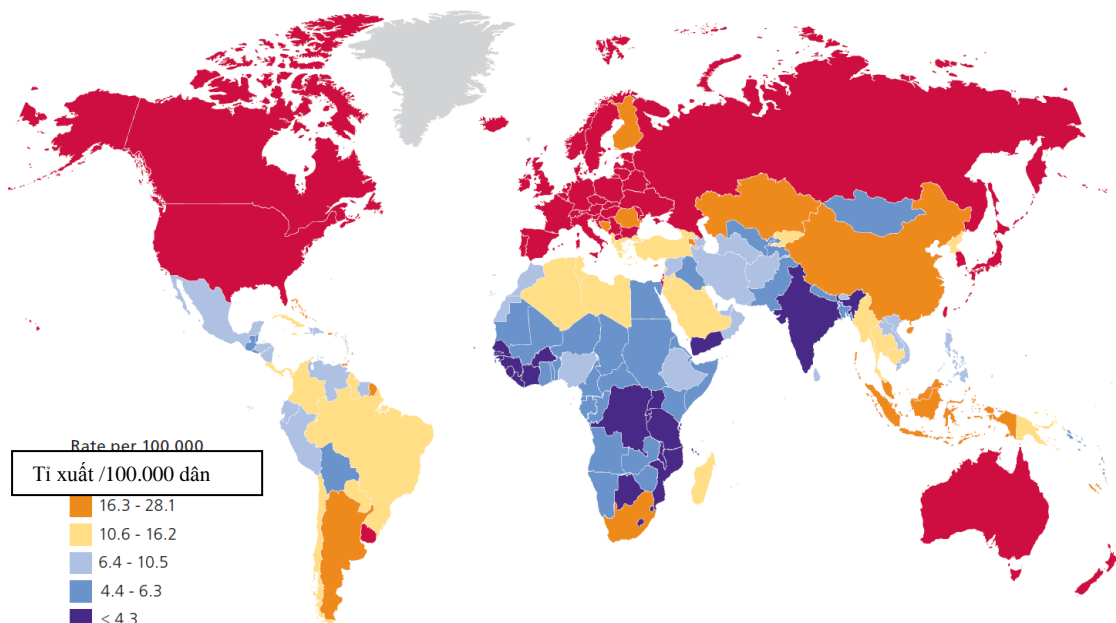 Rate per 100 000
Tỉ xuất /100.000 dân
16.3 - 28.1
10.6 - 16.2
6.4 - 10.5
4.4 - 6.3
< 4.3